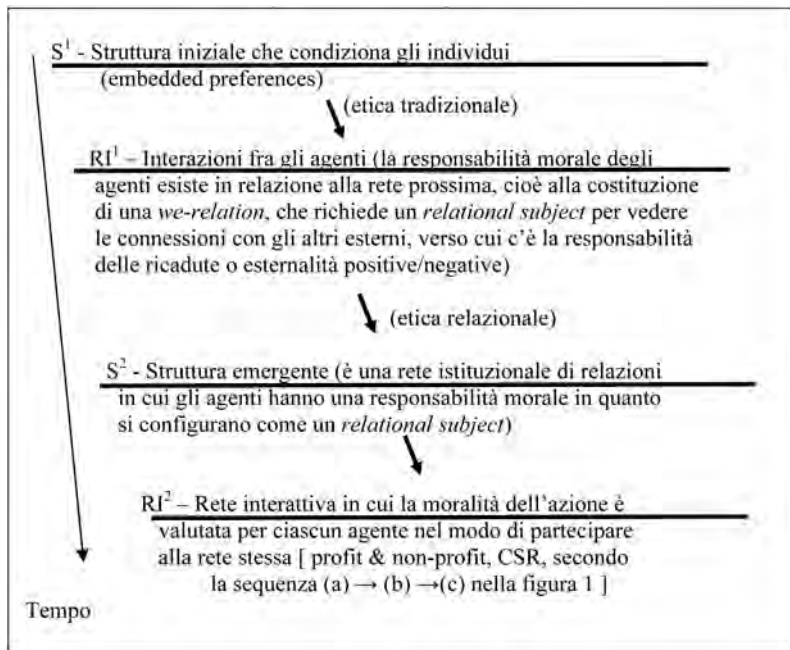 S¹ - Struttura iniziale che condiziona gli individui
(embedded preferences)
(etica tradizionale)
RI¹ – Interazioni fra gli agenti (la responsabilità morale degli
agenti esiste in relazione alla rete prossima, cioè alla costituzione
di una we-relation, che richiede un relational subject per vedere
le connessioni con gli altri esterni, verso cui c'è la responsabilità
delle ricadute o esternalità positive/negative)
(etica relazionale)
S² - Struttura emergente (è una rete istituzionale di relazioni
in cui gli agenti hanno una responsabilità morale in quanto
si configurano come un relational subject)
RI² – Rete interattiva in cui la moralità dell'azione è
valutata per ciascun agente nel modo di partecipare
alla rete stessa [ profit & non-profit, CSR, secondo
la sequenza (a) → (b) →(c) nella figura 1 ]
Tempo